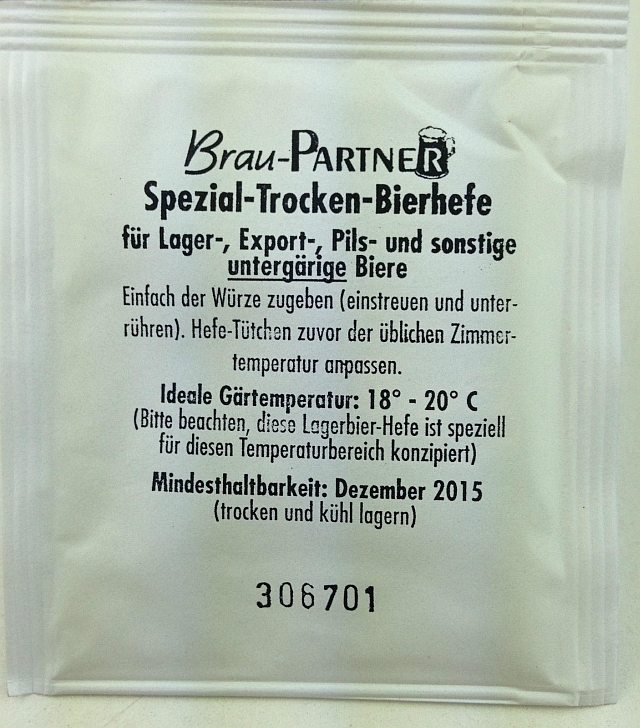 Brau-PARTNER
Spezial-Trocken-Bierhefe
für Lager-, Export-, Pils- und sonstige
untergärige Biere
Einfach der Würze zugeben (einstreuen und unter-
rühren). Hefe-Tütchen zuvor der üblichen Zimmer-
temperatur anpassen.
Ideale Gärtemperatur: 18° - 20° C
(Bitte beachten, diese Lagerbier-Hefe ist speziell
für diesen Temperaturbereich konzipiert)
Mindesthaltbarkeit: Dezember 2015
(trocken und kühl lagern)
306701